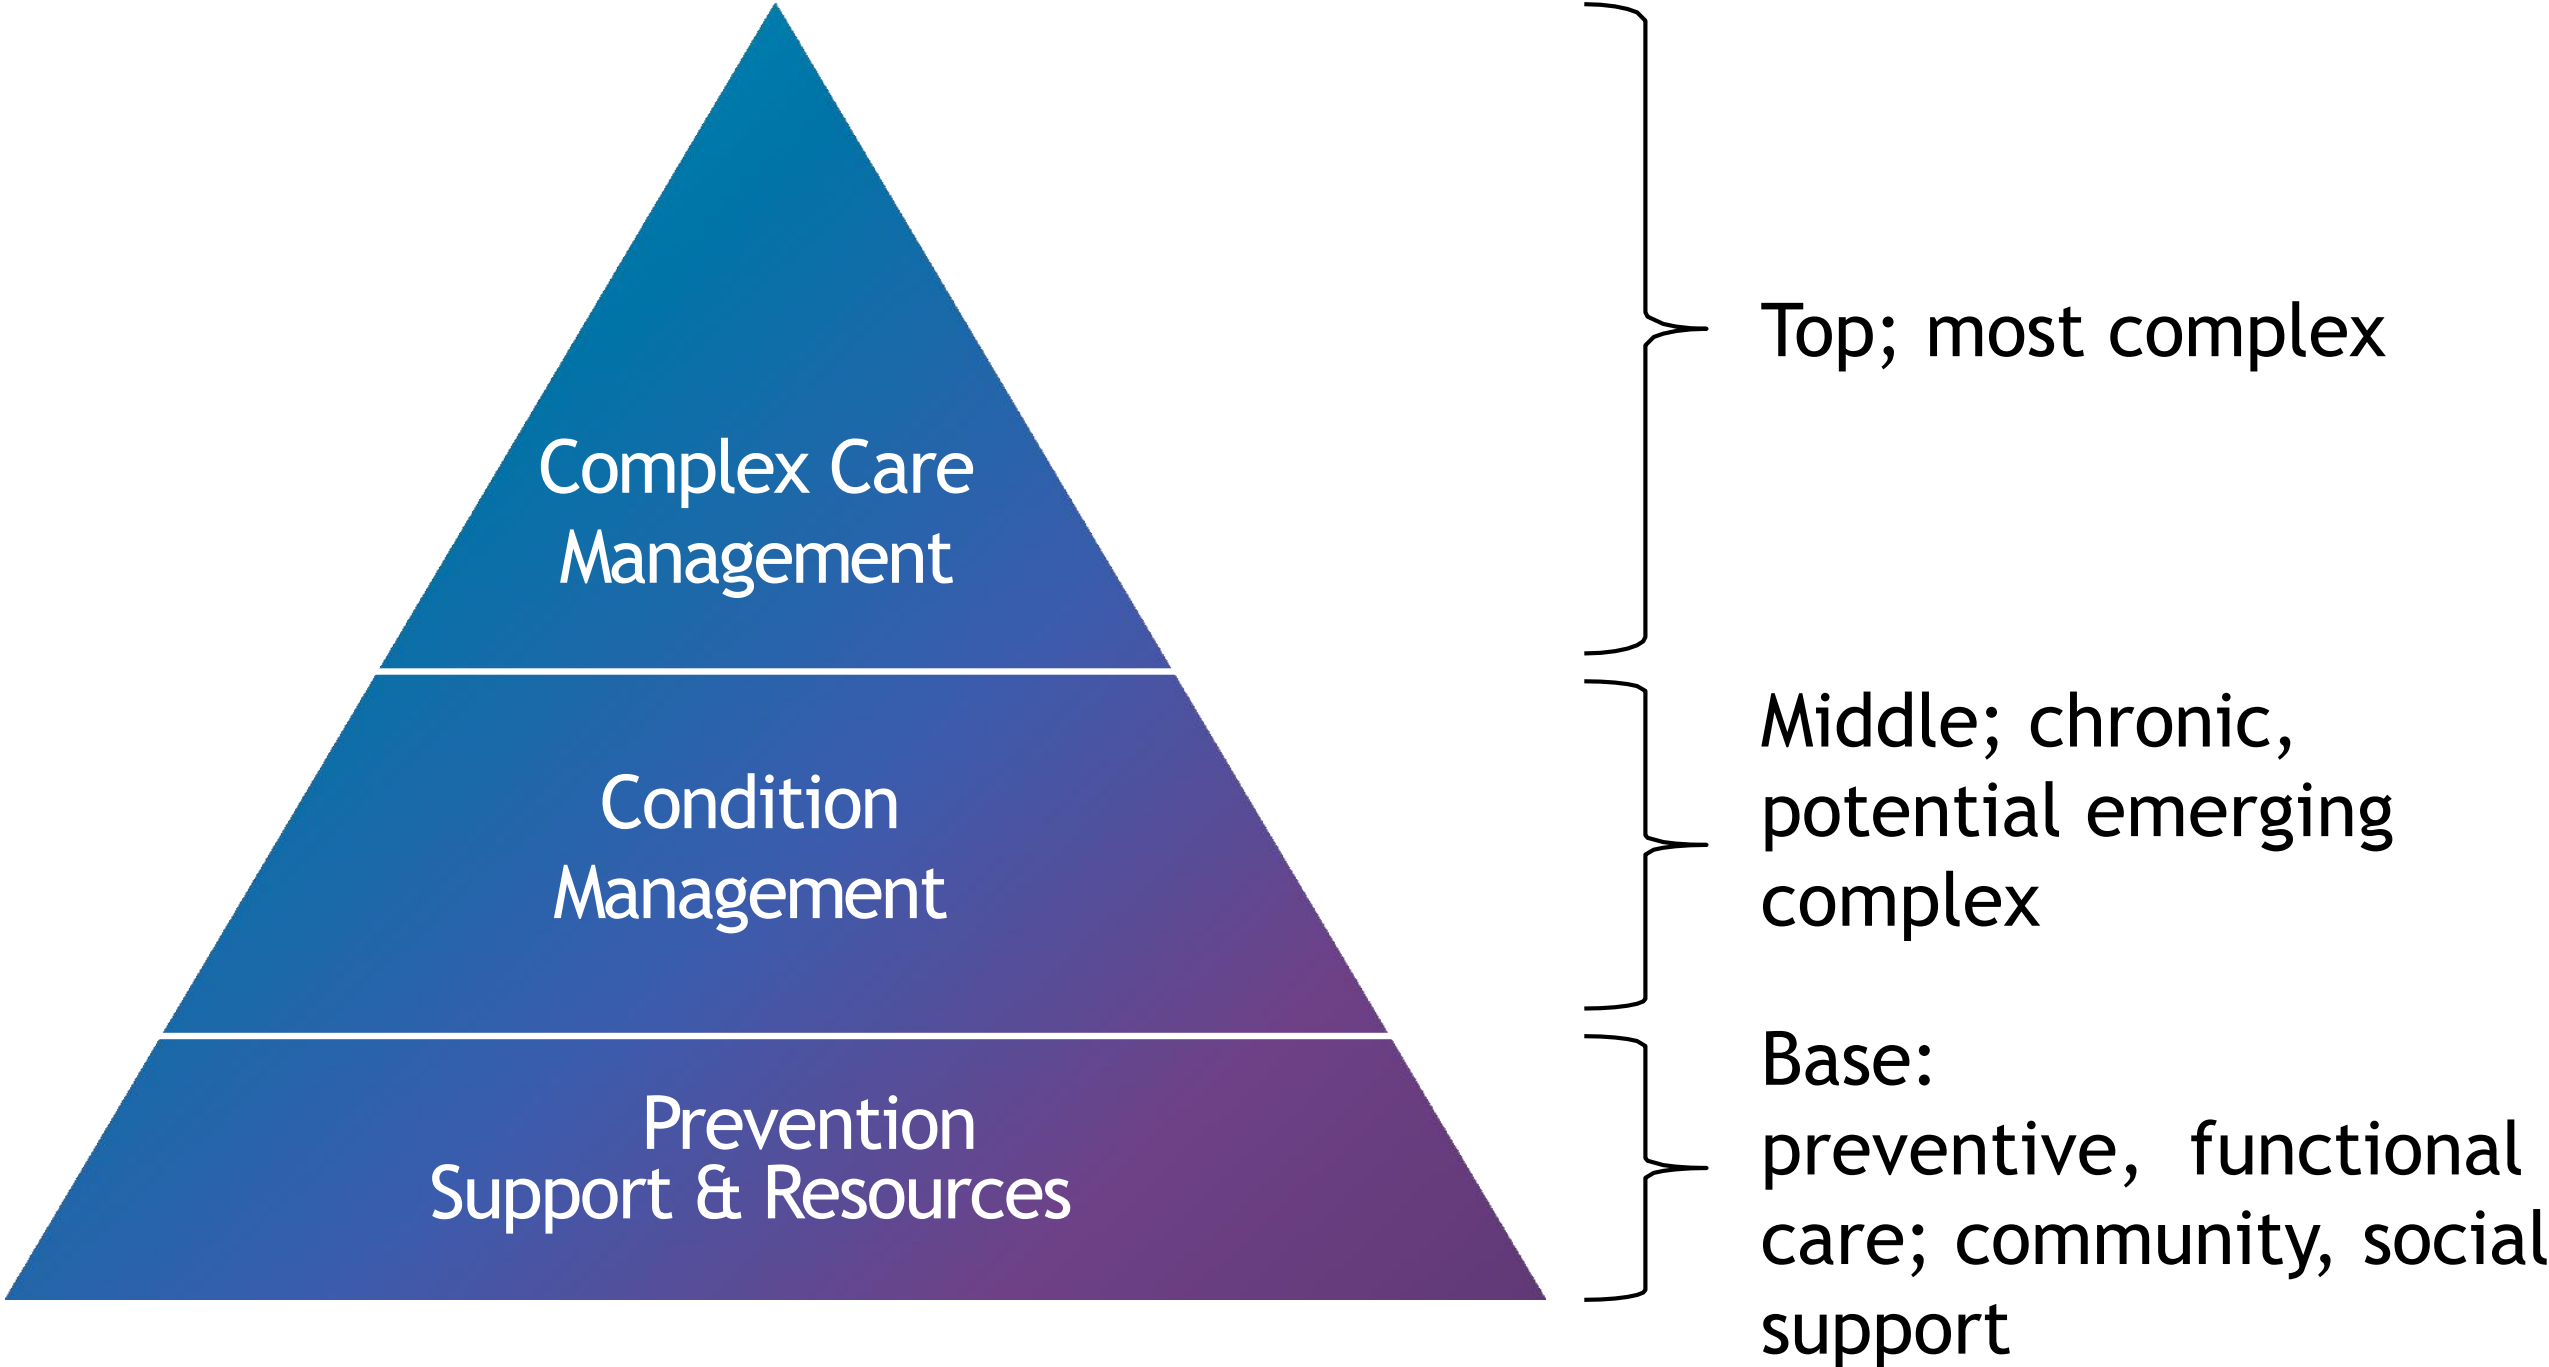 Complex Care
Management
Top; most complex
Condition
Management
Middle; chronic,
potential emerging
complex
Prevention
Support & Resources
Base:
preventive, functional
care; community, social
support